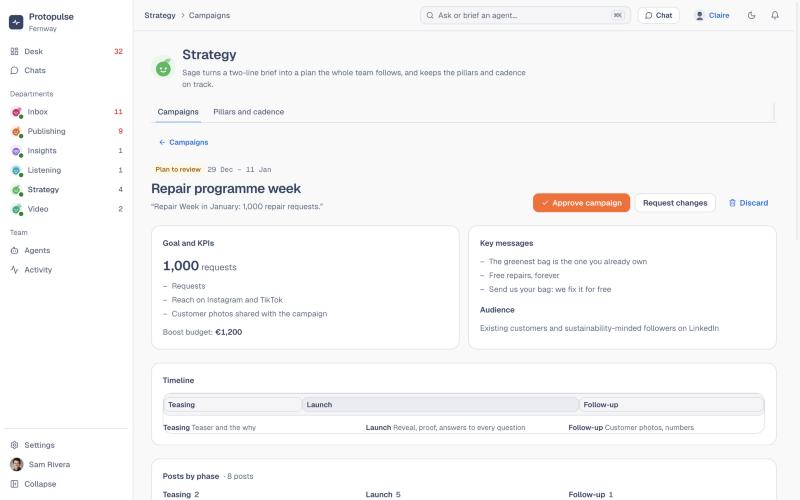 Protopulse
Fernway
Desk 32
Chats
Departments
Inbox 11
Publishing 9
Insights 1
Listening 1
Strategy 4
Video 2
Team
Agents
Activity
Settings
Sam Rivera
Collapse
Strategy > Campaigns
Ask or brief an agent... ⌘K
Chat
Claire
Strategy
Sage turns a two-line brief into a plan the whole team follows, and keeps the pillars and cadence
on track.
Campaigns Pillars and cadence
← Campaigns
Plan to review 29 Dec – 11 Jan
Repair programme week
“Repair Week in January: 1,000 repair requests.”
Approve campaign
Request changes
Discard
Goal and KPIs
1,000 requests
– Requests
– Reach on Instagram and TikTok
– Customer photos shared with the campaign
Boost budget: €1,200
Key messages
– The greenest bag is the one you already own
– Free repairs, forever
– Send us your bag: we fix it for free
Audience
Existing customers and sustainability-minded followers on LinkedIn
Timeline
Teasing Launch Follow-up
Teasing Teaser and the why
Launch Reveal, proof, answers to every question
Follow-up Customer photos, numbers
Posts by phase · 8 posts
Teasing 2
Launch 5
Follow-up 1